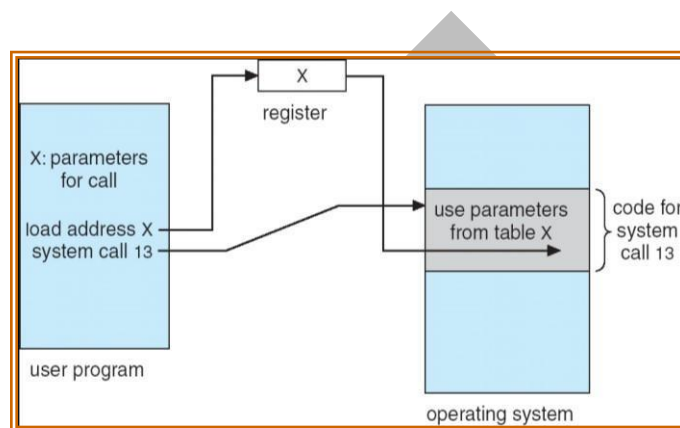 X
register
X: parameters
for call
load address X
system call 13
use parameters
from table X
code for
system
call 13
user program
operating system